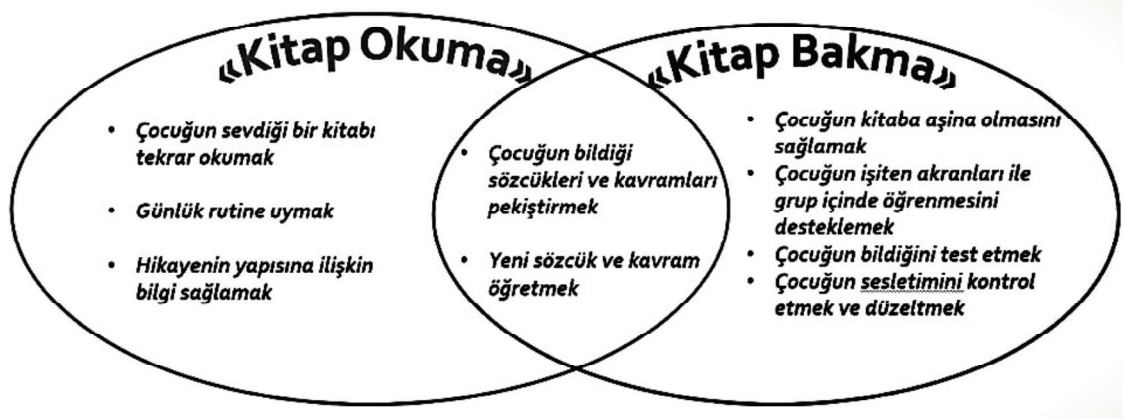 «Kitap Okuma»
• Çocuğun sevdiği bir kitabı
tekrar okumak
• Günlük rutine uymak
• Hikayenin yapısına ilişkin
bilgi sağlamak
• Çocuğun bildiği
sözcükleri ve kavramları
pekiştirmek
• Yeni sözcük ve kavram
öğretmek
«Kitap Bakma»
• Çocuğun kitaba aşina olmasını
sağlamak
• Çocuğun işiten akranları ile
grup içinde öğrenmesini
desteklemek
• Çocuğun bildiğini test etmek
• Çocuğun sesletimini kontrol
etmek ve düzeltmek